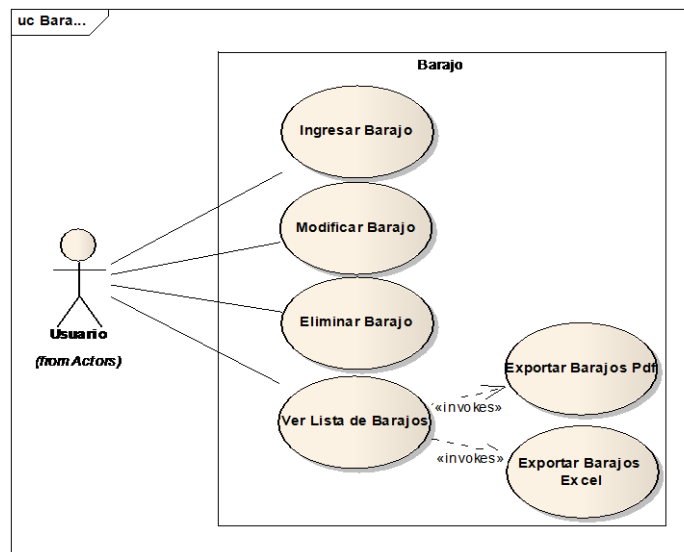 uc Bara...
Barajo
Ingresar Barajo
Modificar Barajo
Eliminar Barajo
Usuario
(from Actors)
Ver Lista de Barajos
«invokes»
Exportar Barajos Pdf
«invokes»
Exportar Barajos
Excel